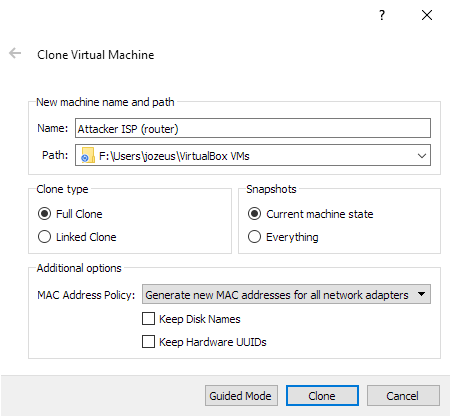 Clone Virtual Machine
New machine name and path
Name: Attacker ISP (router)
Path: F:\Users\jozeus\VirtualBox VMs
Clone type
Full Clone
Linked Clone
Snapshots
Current machine state
Everything
Additional options
MAC Address Policy: Generate new MAC addresses for all network adapters
Keep Disk Names
Keep Hardware UUIDs
Guided Mode Clone Cancel